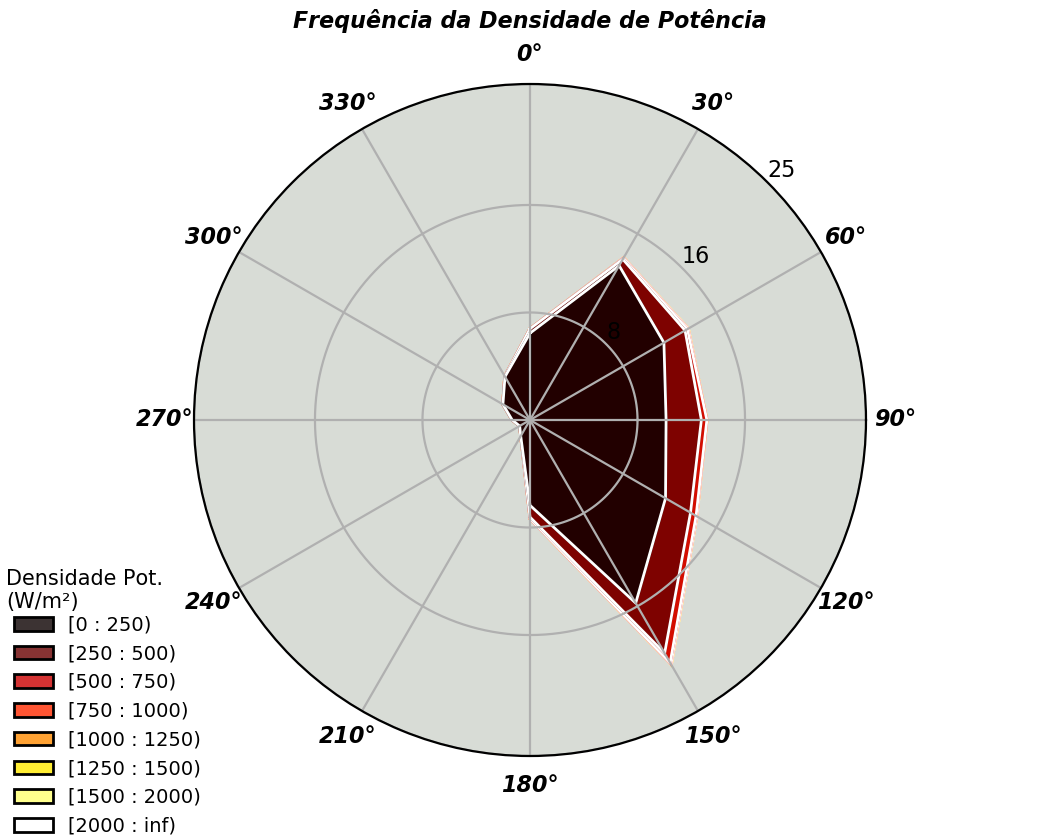 Frequência da Densidade de Potência
0°
330°
30°
25
300°
60°
16
8
270°
90°
240°
120°
210°
150°
180°
Densidade Pot.
(W/m²)
[0 : 250)
[250 : 500)
[500 : 750)
[750 : 1000)
[1000 : 1250)
[1250 : 1500)
[1500 : 2000)
[2000 : inf)